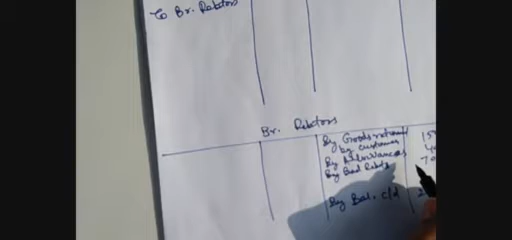 To Br. Debtors
Br. Debtors
By Goods returned
by customers
By Allowances
By Bad Debts
By Bal. c/d